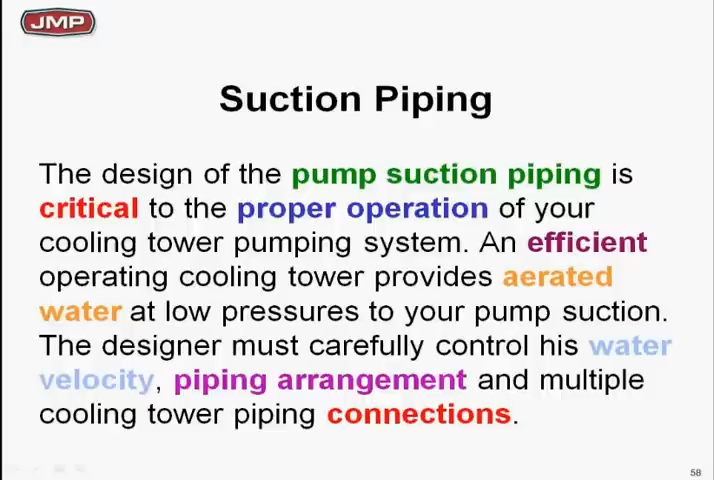 JMP
Suction Piping
The design of the pump suction piping is
critical to the proper operation of your
cooling tower pumping system. An efficient
operating cooling tower provides aerated
water at low pressures to your pump suction.
The designer must carefully control his water
velocity, piping arrangement and multiple
cooling tower piping connections.
58